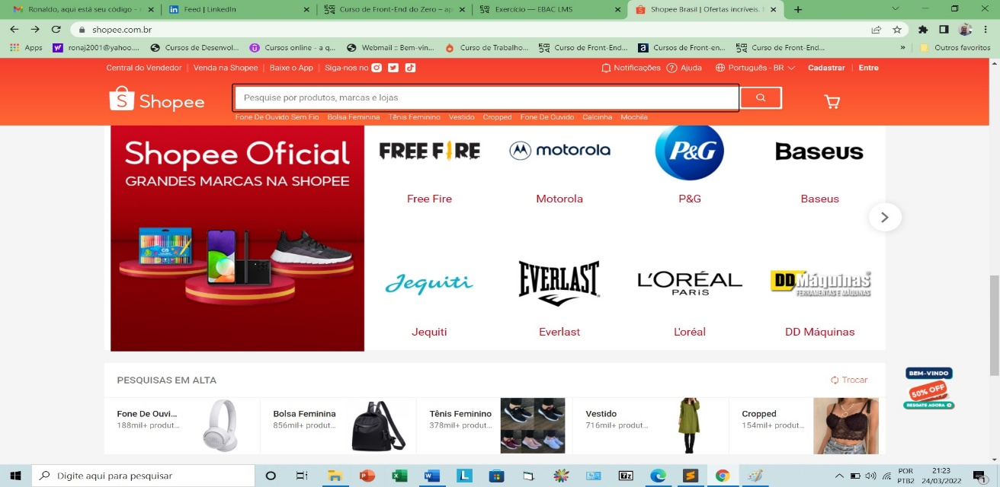 Ronaldo, aqui está seu código -
Feed | LinkedIn
Curso de Front-End do Zero – ap
Exercício — EBAC LMS
Shopee Brasil | Ofertas incríveis.
shopee.com.br
Apps
ronaj2001@yahoo....
Cursos de Desenvol...
Cursos online - a q...
Webmail :: Bem-vin...
Curso de Trabalho...
Curso de Front-End...
Cursos de Front-en...
Curso de Front-End...
»
Outros favoritos
Central do Vendedor | Venda na Shopee | Baixe o App | Siga-nos no
Notificações
Ajuda
Português - BR
Cadastrar | Entre
Shopee
Pesquise por produtos, marcas e lojas
Fone De Ouvido Sem Fio Bolsa Feminina Tênis Feminino Vestido Cropped Fone De Ouvido Calcinha Mochila
Shopee Oficial
GRANDES MARCAS NA SHOPEE
FREE FIRE
motorola
P&G
Baseus
Free Fire
Motorola
P&G
Baseus
Jequiti
EVERLAST
L'ORÉAL
PARIS
DD Máquinas
FERRAMENTAS E MÁQUINAS
Jequiti
Everlast
L'oréal
DD Máquinas
PESQUISAS EM ALTA
Trocar
BEM-VINDO
50% OFF
RESGATE AGORA
Fone De Ouvi...
188mil+ produt...
Bolsa Feminina
856mil+ produt...
Tênis Feminino
378mil+ produt...
Vestido
716mil+ produt...
Cropped
154mil+ produt...
Digite aqui para pesquisar
POR
PTB2
21:23
24/03/2022